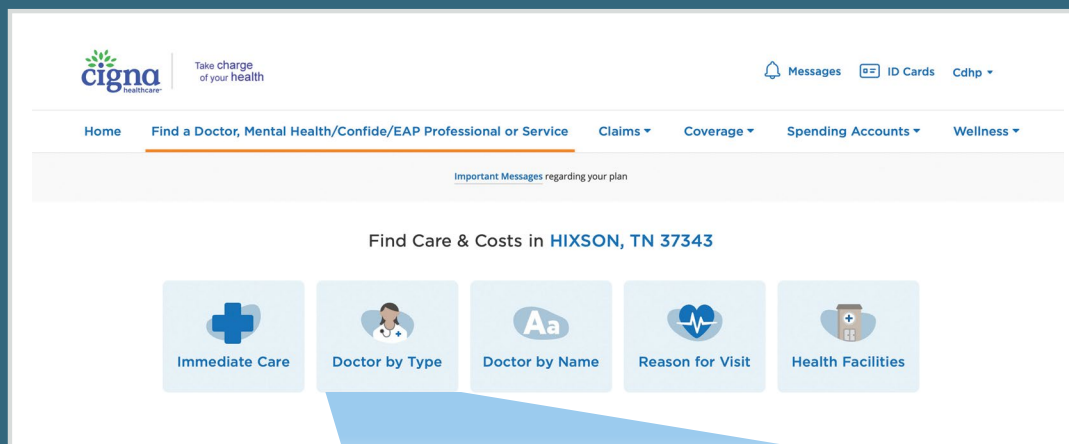 cigna
healthcare
Take charge
of your health
Messages ID Cards Cdhp
Home Find a Doctor, Mental Health/Confide/EAP Professional or Service Claims Coverage Spending Accounts Wellness
Important Messages regarding your plan
Find Care & Costs in HIXSON, TN 37343
Aa
Immediate Care Doctor by Type Doctor by Name Reason for Visit Health Facilities